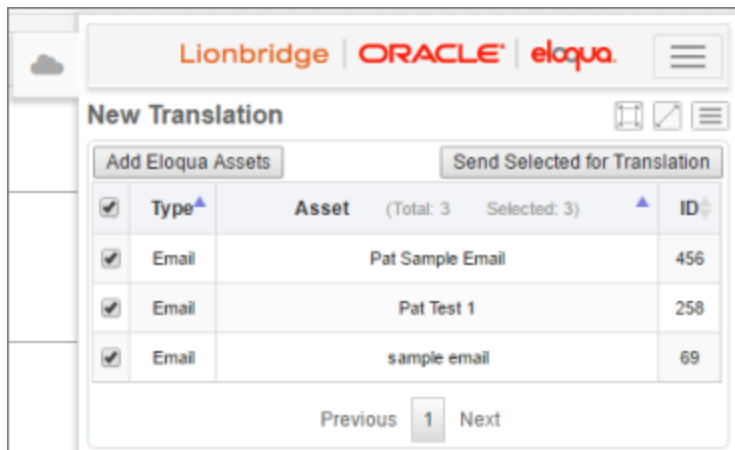 Lionbridge | ORACLE® | eloqua.
New Translation
Add Eloqua Assets Send Selected for Translation
Type Asset (Total: 3 Selected: 3) ID
Email Pat Sample Email 456
Email Pat Test 1 258
Email sample email 69
Previous 1 Next